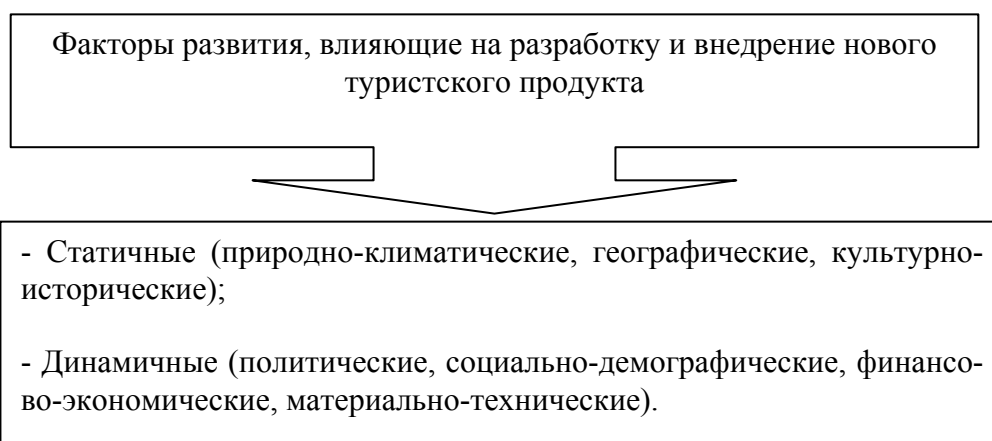 Факторы развития, влияющие на разработку и внедрение нового
туристского продукта
- Статичные (природно-климатические, географические, культурно-
исторические);
- Динамичные (политические, социально-демографические, финансо-
во-экономические, материально-технические).